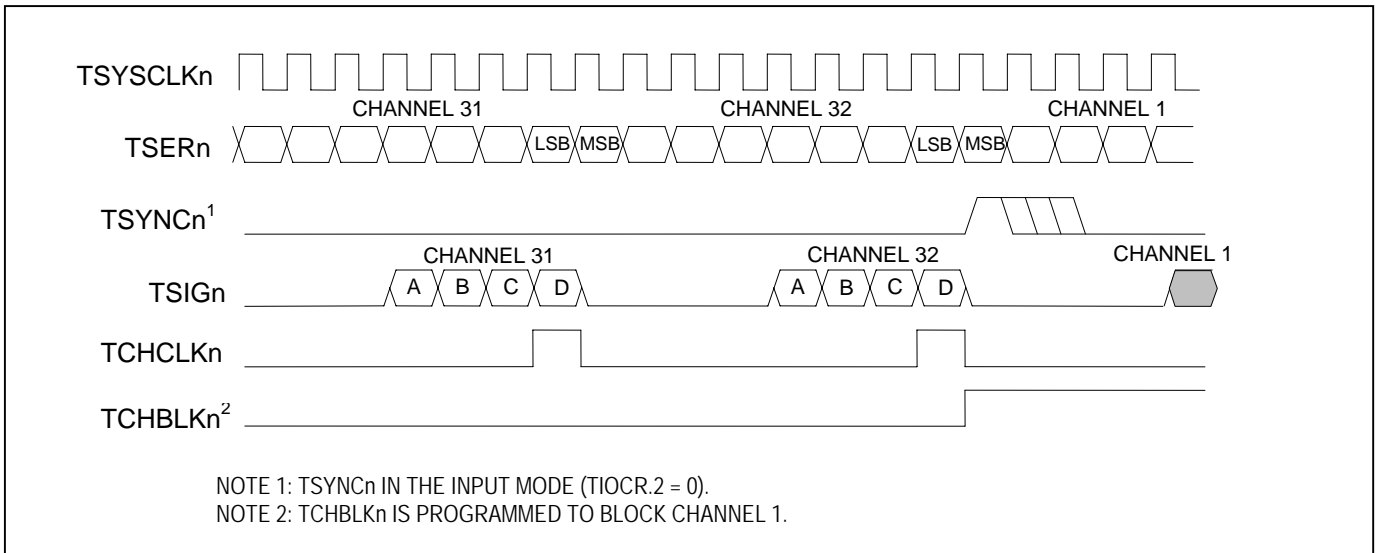 TSYSCLKn
CHANNEL 31 CHANNEL 32 CHANNEL 1
TSERn LSB MSB LSB MSB
TSYNCn1
CHANNEL 31 CHANNEL 32 CHANNEL 1
TSIGn A B C D A B C D
TCHCLKn
TCHBLKn2
NOTE 1: TSYNCn IN THE INPUT MODE (TIOCR.2 = 0).
NOTE 2: TCHBLKn IS PROGRAMMED TO BLOCK CHANNEL 1.